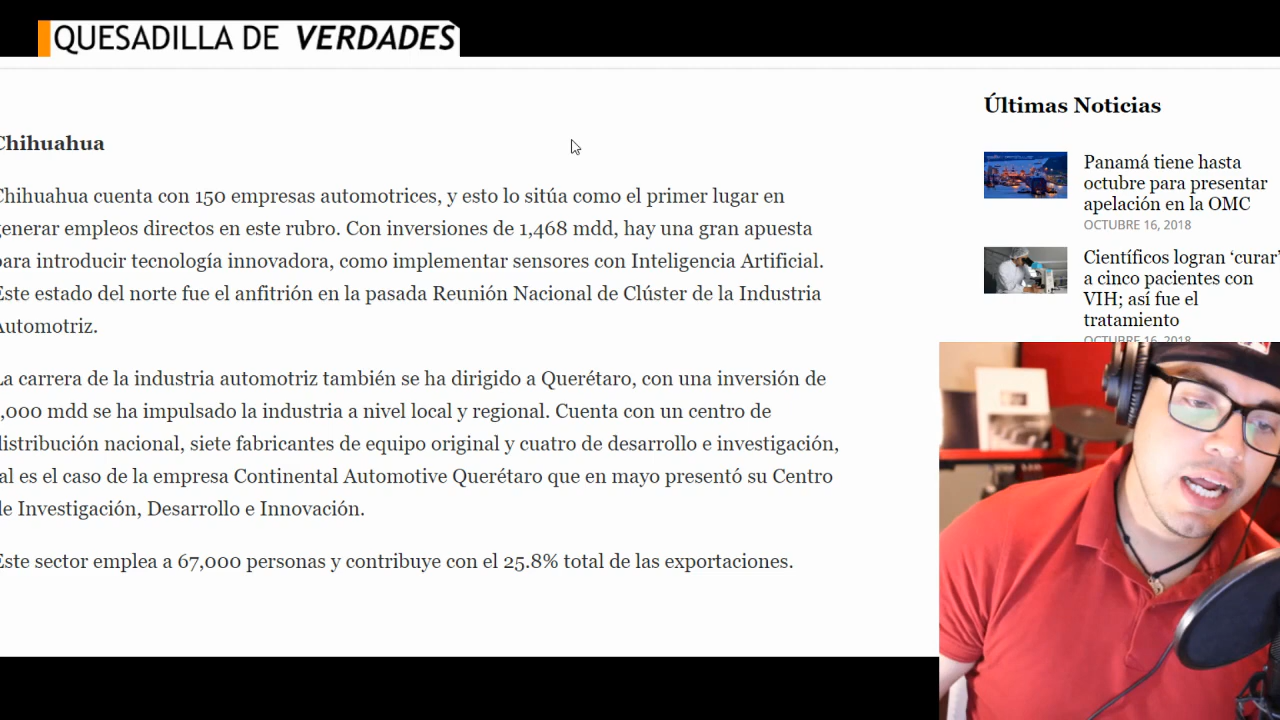 QUESADILLA DE VERDADES
Chihuahua
Chihuahua cuenta con 150 empresas automotrices, y esto lo sitúa como el primer lugar en
generar empleos directos en este rubro. Con inversiones de 1,468 mdd, hay una gran apuesta
para introducir tecnología innovadora, como implementar sensores con Inteligencia Artificial.
Este estado del norte fue el anfitrión en la pasada Reunión Nacional de Clúster de la Industria
Automotriz.
La carrera de la industria automotriz también se ha dirigido a Querétaro, con una inversión de
,000 mdd se ha impulsado la industria a nivel local y regional. Cuenta con un centro de
distribución nacional, siete fabricantes de equipo original y cuatro de desarrollo e investigación,
tal es el caso de la empresa Continental Automotive Querétaro que en mayo presentó su Centro
de Investigación, Desarrollo e Innovación.
Este sector emplea a 67,000 personas y contribuye con el 25.8% total de las exportaciones.
Últimas Noticias
Panamá tiene hasta
octubre para presentar
apelación en la OMC
OCTUBRE 16, 2018
Científicos logran ‘curar’
a cinco pacientes con
VIH; así fue el
tratamiento
OCTUBRE 16, 2018